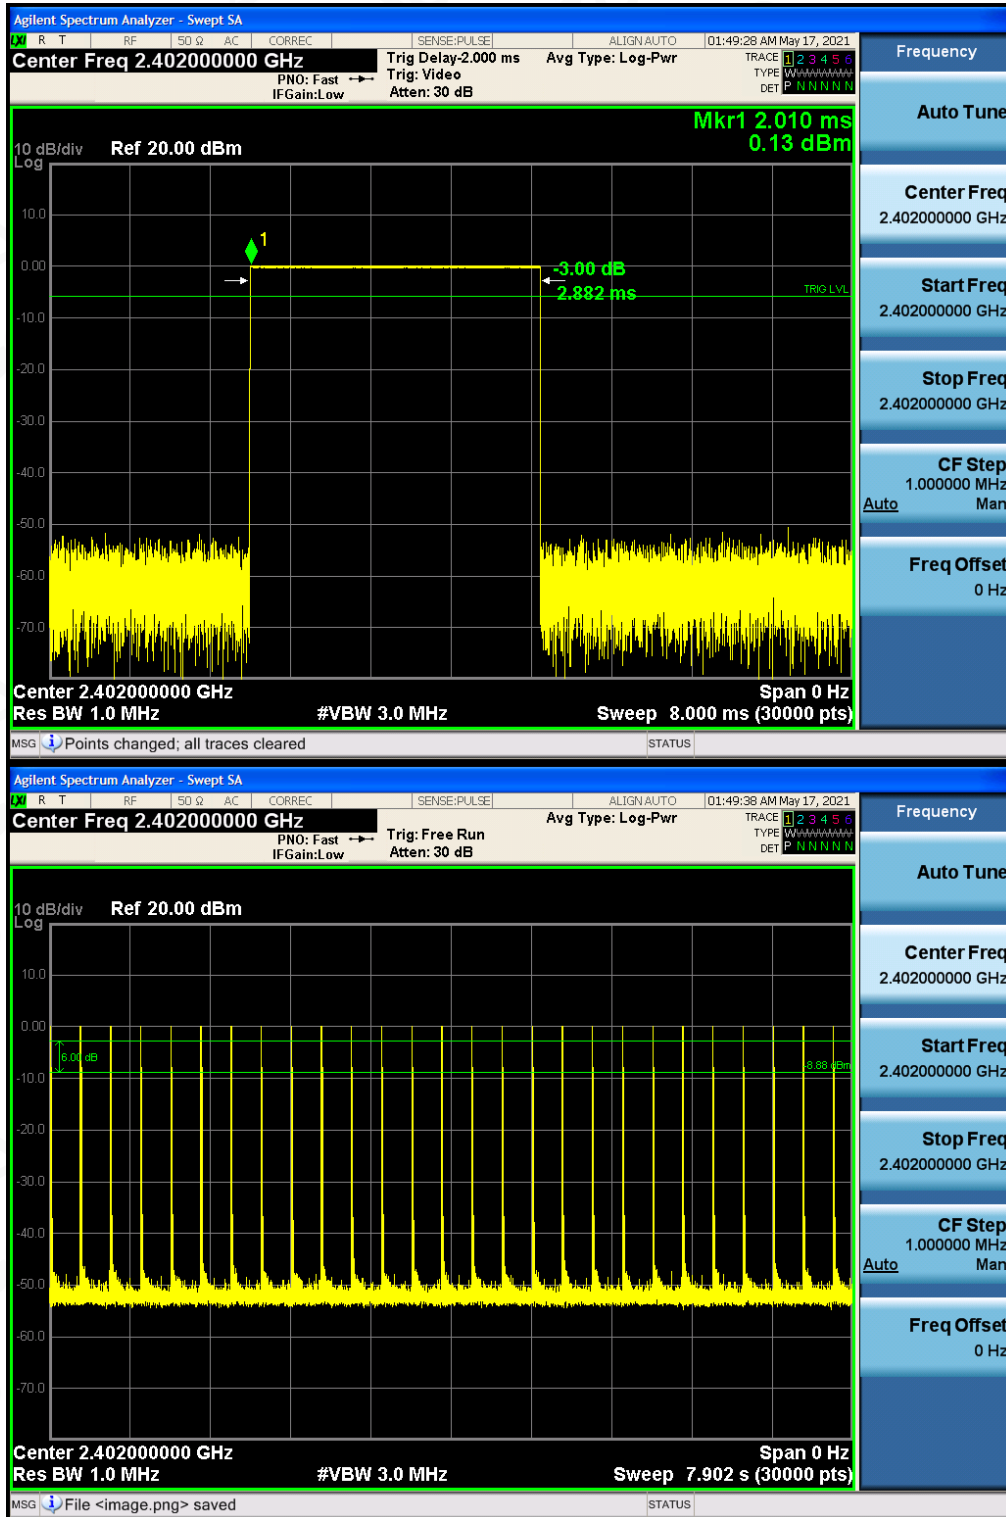 Agilent Spectrum Analyzer - Swept SA
LXI R T RF 50 Ω AC CORREC SENSE:PULSE ALIGN AUTO 01:49:28 AM May 17, 2021
Center Freq 2.402000000 GHz
PNO: Fast
IFGain:Low
Trig Delay-2.000 ms
Trig: Video
Atten: 30 dB
Avg Type: Log-Pwr
TRACE 1 2 3 4 5 6
TYPE W
DET P N N N N N
Mkr1 2.010 ms
0.13 dBm
10 dB/div
Log
Ref 20.00 dBm
10.0
1
0.00
-3.00 dB
2.882 ms
TRIG LVL
-10.0
-20.0
-30.0
-40.0
-50.0
-60.0
-70.0
Center 2.402000000 GHz Span 0 Hz
Res BW 1.0 MHz #VBW 3.0 MHz Sweep 8.000 ms (30000 pts)
MSG Points changed; all traces cleared STATUS
Frequency
Auto Tune
Center Freq
2.402000000 GHz
Start Freq
2.402000000 GHz
Stop Freq
2.402000000 GHz
CF Step
1.000000 MHz
Auto Man
Freq Offset
0 Hz
Agilent Spectrum Analyzer - Swept SA
LXI R T RF 50 Ω AC CORREC SENSE:PULSE ALIGN AUTO 01:49:38 AM May 17, 2021
Center Freq 2.402000000 GHz
PNO: Fast
IFGain:Low
Trig: Free Run
Atten: 30 dB
Avg Type: Log-Pwr
TRACE 1 2 3 4 5 6
TYPE W
DET P N N N N N
10 dB/div
Log
Ref 20.00 dBm
10.0
0.00
6.00 dB
-8.88 dBm
-10.0
-20.0
-30.0
-40.0
-50.0
-60.0
-70.0
Center 2.402000000 GHz Span 0 Hz
Res BW 1.0 MHz #VBW 3.0 MHz Sweep 7.902 s (30000 pts)
MSG File <image.png> saved STATUS
Frequency
Auto Tune
Center Freq
2.402000000 GHz
Start Freq
2.402000000 GHz
Stop Freq
2.402000000 GHz
CF Step
1.000000 MHz
Auto Man
Freq Offset
0 Hz